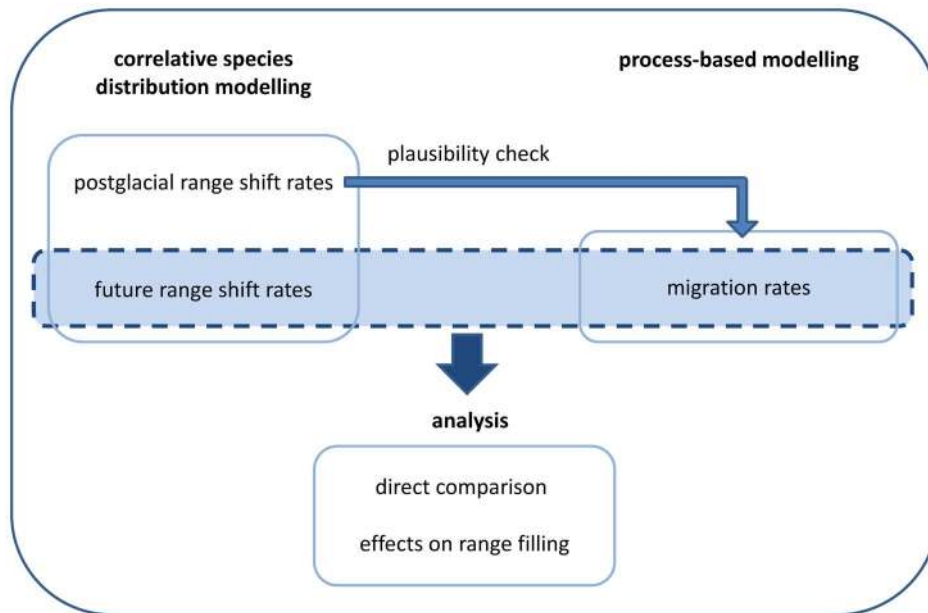 correlative species
distribution modelling
process-based modelling
plausibility check
postglacial range shift rates
future range shift rates
migration rates
analysis
direct comparison
effects on range filling